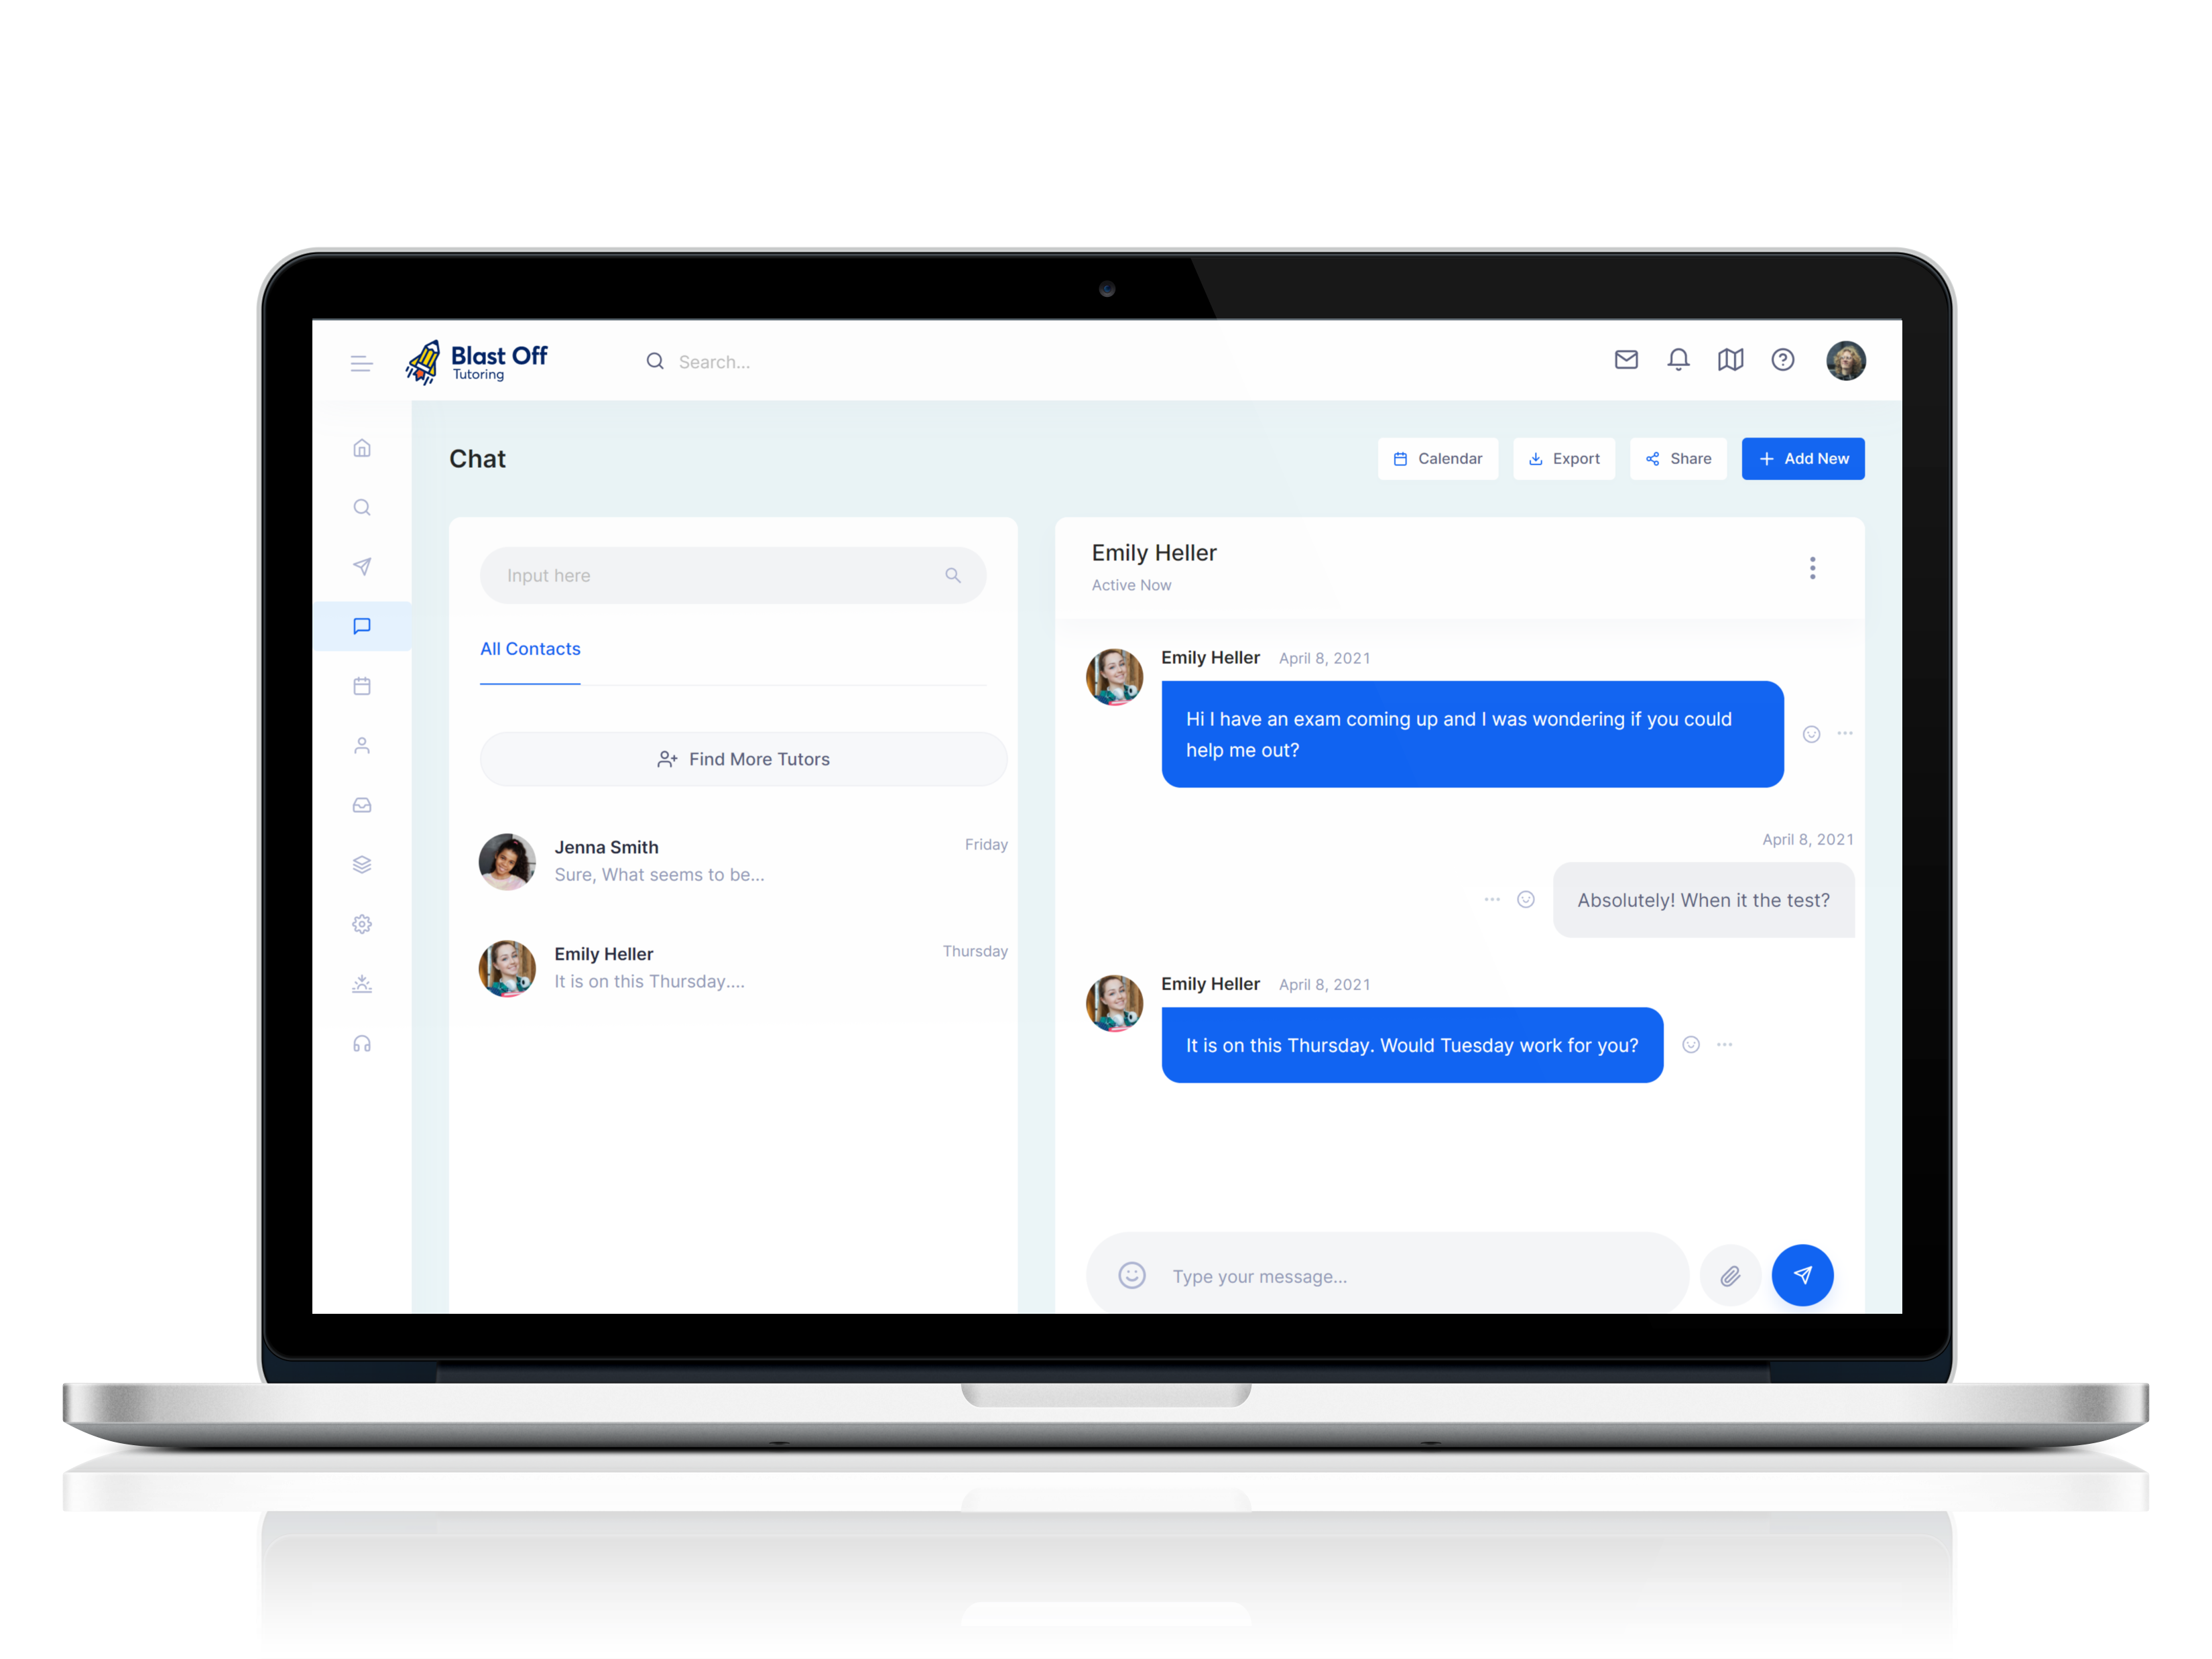 Blast Off
Tutoring
Search...
Chat
Calendar
Export
Share
Add New
Input here
All Contacts
Find More Tutors
Jenna Smith
Friday
Sure, What seems to be...
Emily Heller
Thursday
It is on this Thursday....
Emily Heller
Active Now
Emily Heller April 8, 2021
Hi I have an exam coming up and I was wondering if you could
help me out?
April 8, 2021
Absolutely! When it the test?
Emily Heller April 8, 2021
It is on this Thursday. Would Tuesday work for you?
Type your message...